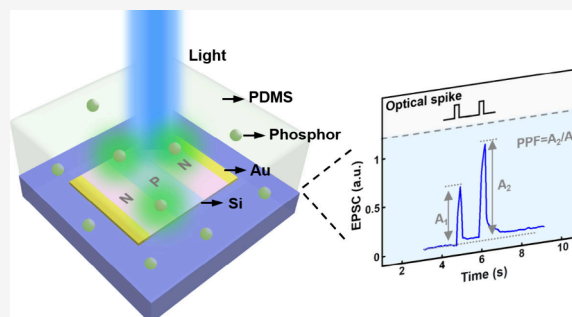 Light
PDMS
Phosphor
Au
Si
N P N
Optical spike
PPF=A₂/A
EPSC (a.u.)
1
0.5
0
A₁
A₂
2 4 6 8 10
Time (s)